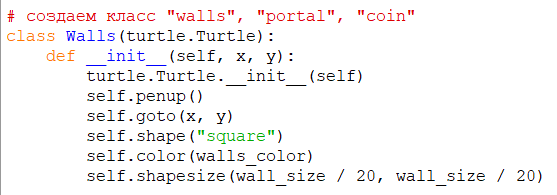 # создаем класс "walls", "portal", "coin"
class Walls(turtle.Turtle):
    def __init__(self, x, y):
        turtle.Turtle.__init__(self)
        self.penup()
        self.goto(x, y)
        self.shape("square")
        self.color(walls_color)
        self.shapesize(wall_size / 20, wall_size / 20)